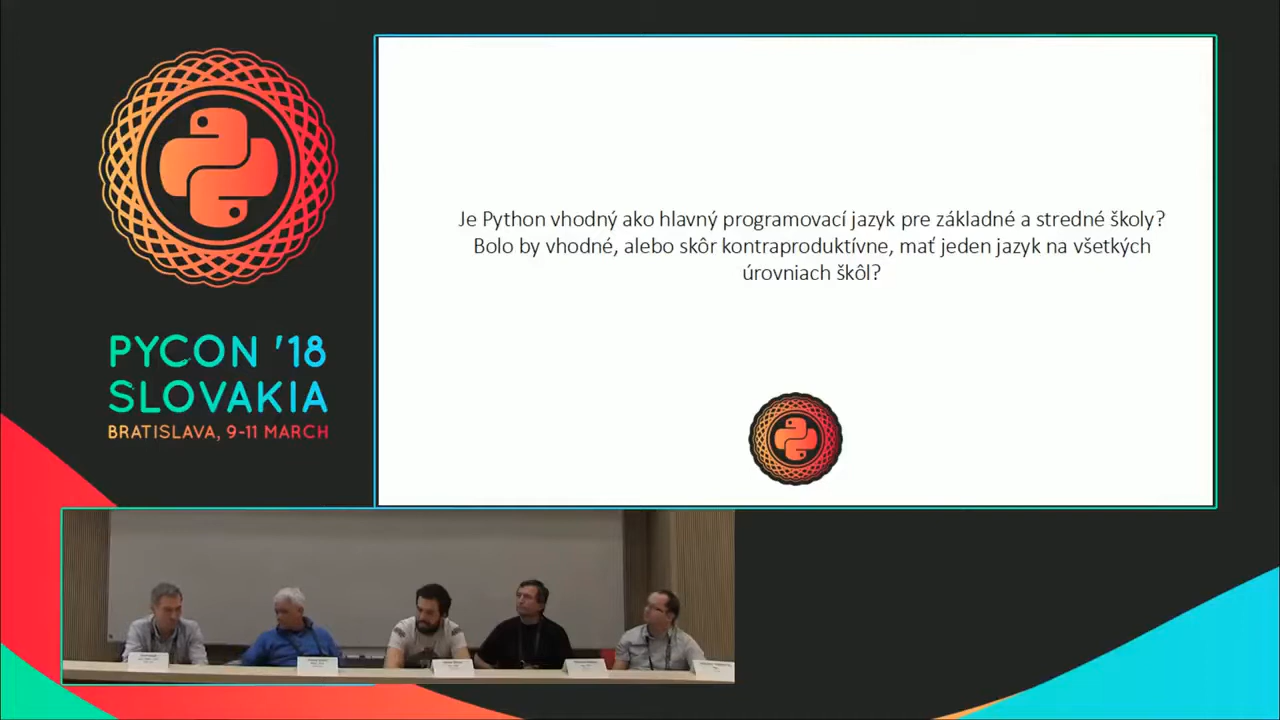 PYCON '18
SLOVAKIA
BRATISLAVA, 9-11 MARCH
Je Python vhodný ako hlavný programovací jazyk pre základné a stredné školy?
Bolo by vhodné, alebo skôr kontraproduktívne, mať jeden jazyk na všetkých
úrovniach škôl?